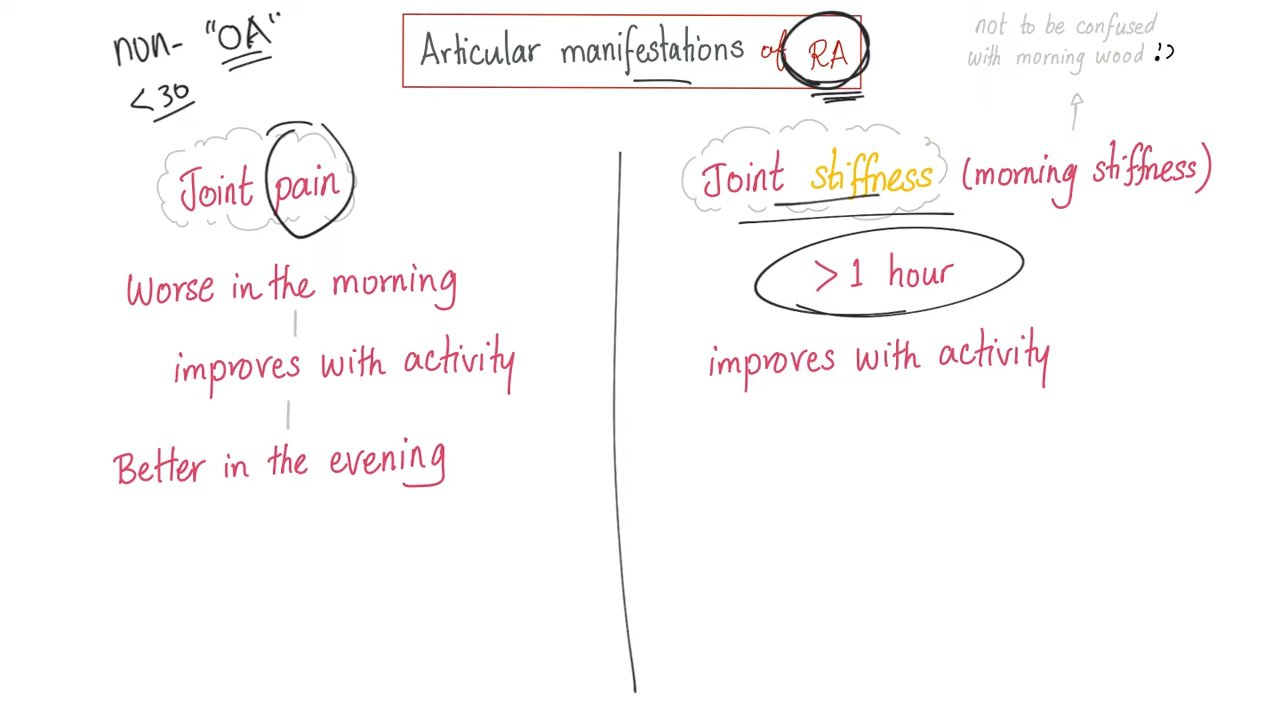 non- "OA"
<30
Articular manifestations of RA
not to be confused
with morning wood :)
Joint pain
Worse in the morning
improves with activity
Better in the evening
Joint stiffness (morning stiffness)
> 1 hour
improves with activity